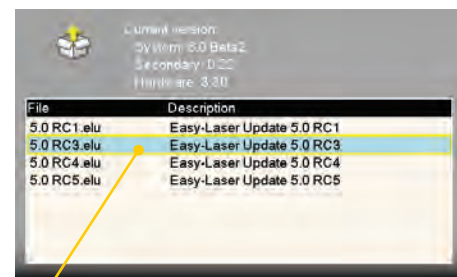 Current version:
System: 5.0 Beta2
Secondary: 0.22
Hardware: 3.30
File Description
5.0 RC1.elu Easy-Laser Update 5.0 RC1
5.0 RC3.elu Easy-Laser Update 5.0 RC3
5.0 RC4.elu Easy-Laser Update 5.0 RC4
5.0 RC5.elu Easy-Laser Update 5.0 RC5